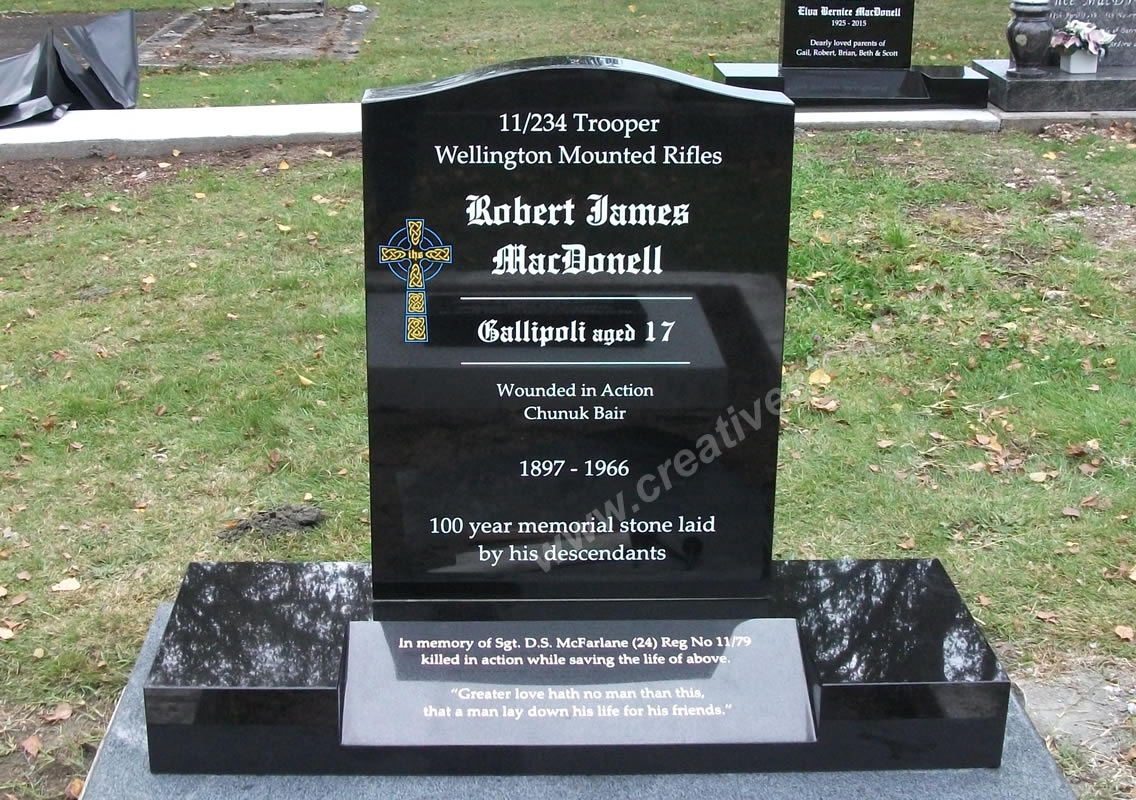 11/234 Trooper
Wellington Mounted Rifles
Robert James
MacDonell
ihs
Gallipoli aged 17
Wounded in Action
Chunuk Bair
1897 - 1966
100 year memorial stone laid
by his descendants
In memory of Sgt. D.S. McFarlane (24) Reg No 11/79
killed in action while saving the life of above.
“Greater love hath no man than this,
that a man lay down his life for his friends.”
www.creative
Elva Bernice MacDonell
1925 - 2015
Dearly loved parents of
Gail, Robert, Brian, Beth & Scott